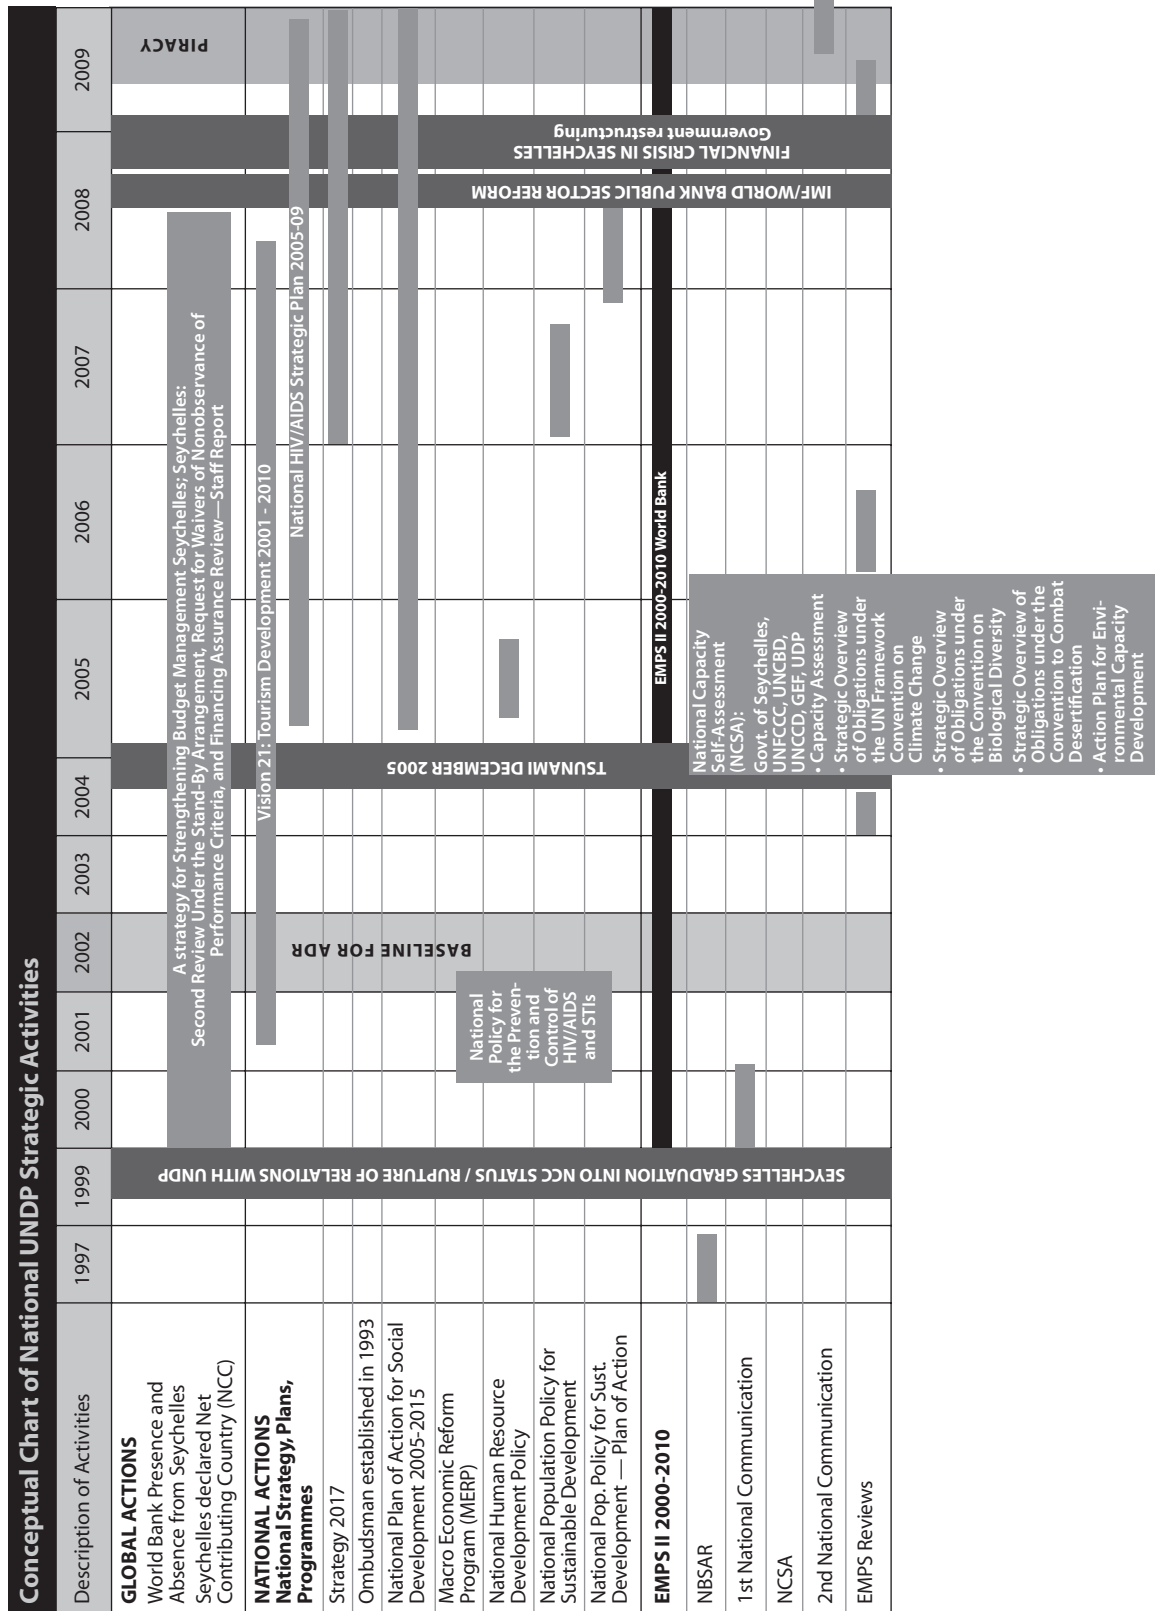 Conceptual Chart of National UNDP Strategic Activities
Description of Activities
1997
1999
2000
2001
2002
2003
2004
2005
2006
2007
2008
2009
GLOBAL ACTIONS
World Bank Presence and
Absence from Seychelles
Seychelles declared Net
Contributing Country (NCC)
A strategy for Strengthening Budget Management Seychelles; Seychelles:
Second Review Under the Stand-By Arrangement, Request for Waivers of Nonobservance of
Performance Criteria, and Financing Assurance Review—Staff Report
NATIONAL ACTIONS
National Strategy, Plans,
Programmes
Vision 21: Tourism Development 2001 - 2010
National HIV/AIDS Strategic Plan 2005-09
Strategy 2017
Ombudsman established in 1993
National Plan of Action for Social
Development 2005-2015
Macro Economic Reform
Program (MERP)
National Human Resource
Development Policy
National Population Policy for
Sustainable Development
National Pop. Policy for Sust.
Development — Plan of Action
National
Policy for
the Preven-
tion and
Control of
HIV/AIDS
and STIs
EMPS II 2000-2010
EMPS II 2000-2010 World Bank
NBSAR
1st National Communication
NCSA
2nd National Communication
EMPS Reviews
National Capacity
Self-Assessment
(NCSA):
Govt. of Seychelles,
UNFCCC, UNCBD,
UNCCD, GEF, UDP
• Capacity Assessment
• Strategic Overview
of Obligations under
the UN Framework
Convention on
Climate Change
• Strategic Overview
of Obligations under
the Convention on
Biological Diversity
• Strategic Overview of
Obligations under the
Convention to Combat
Desertification
• Action Plan for Envi-
ronmental Capacity
Development
SEYCHELLES GRADUATION INTO NCC STATUS / RUPTURE OF RELATIONS WITH UNDP
BASELINE FOR ADR
TSUNAMI DECEMBER 2005
IMF/WORLD BANK PUBLIC SECTOR REFORM
FINANCIAL CRISIS IN SEYCHELLES
Government restructuring
PIRACY